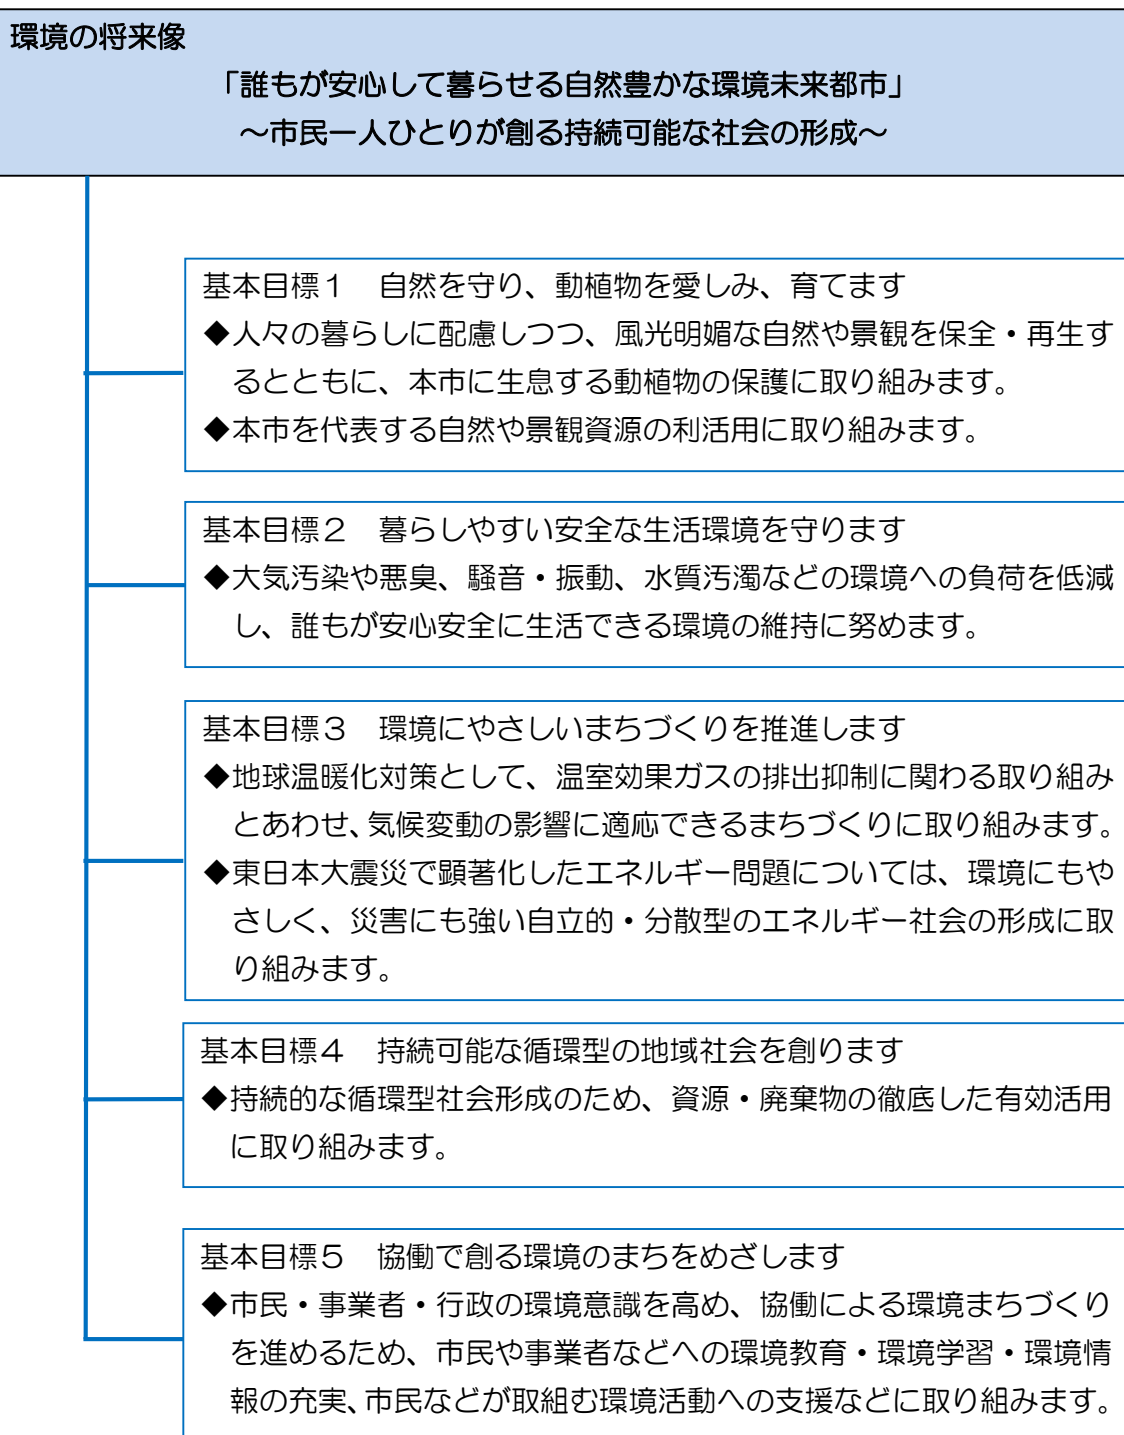 環境の将来像
「誰もが安心して暮らせる自然豊かな環境未来都市」
～市民一人ひとりが創る持続可能な社会の形成～
基本目標１　自然を守り、動植物を愛しみ、育てます
◆人々の暮らしに配慮しつつ、風光明媚な自然や景観を保全・再生す
るとともに、本市に生息する動植物の保護に取り組みます。
◆本市を代表する自然や景観資源の利活用に取り組みます。
基本目標２　暮らしやすい安全な生活環境を守ります
◆大気汚染や悪臭、騒音・振動、水質汚濁などの環境への負荷を低減
し、誰もが安心安全に生活できる環境の維持に努めます。
基本目標３　環境にやさしいまちづくりを推進します
◆地球温暖化対策として、温室効果ガスの排出抑制に関わる取り組み
とあわせ、気候変動の影響に適応できるまちづくりに取り組みます。
◆東日本大震災で顕著化したエネルギー問題については、環境にもや
さしく、災害にも強い自立的・分散型のエネルギー社会の形成に取
り組みます。
基本目標４　持続可能な循環型の地域社会を創ります
◆持続的な循環型社会形成のため、資源・廃棄物の徹底した有効活用
に取り組みます。
基本目標５　協働で創る環境のまちをめざします
◆市民・事業者・行政の環境意識を高め、協働による環境まちづくり
を進めるため、市民や事業者などへの環境教育・環境学習・環境情
報の充実、市民などが取組む環境活動への支援などに取り組みます。